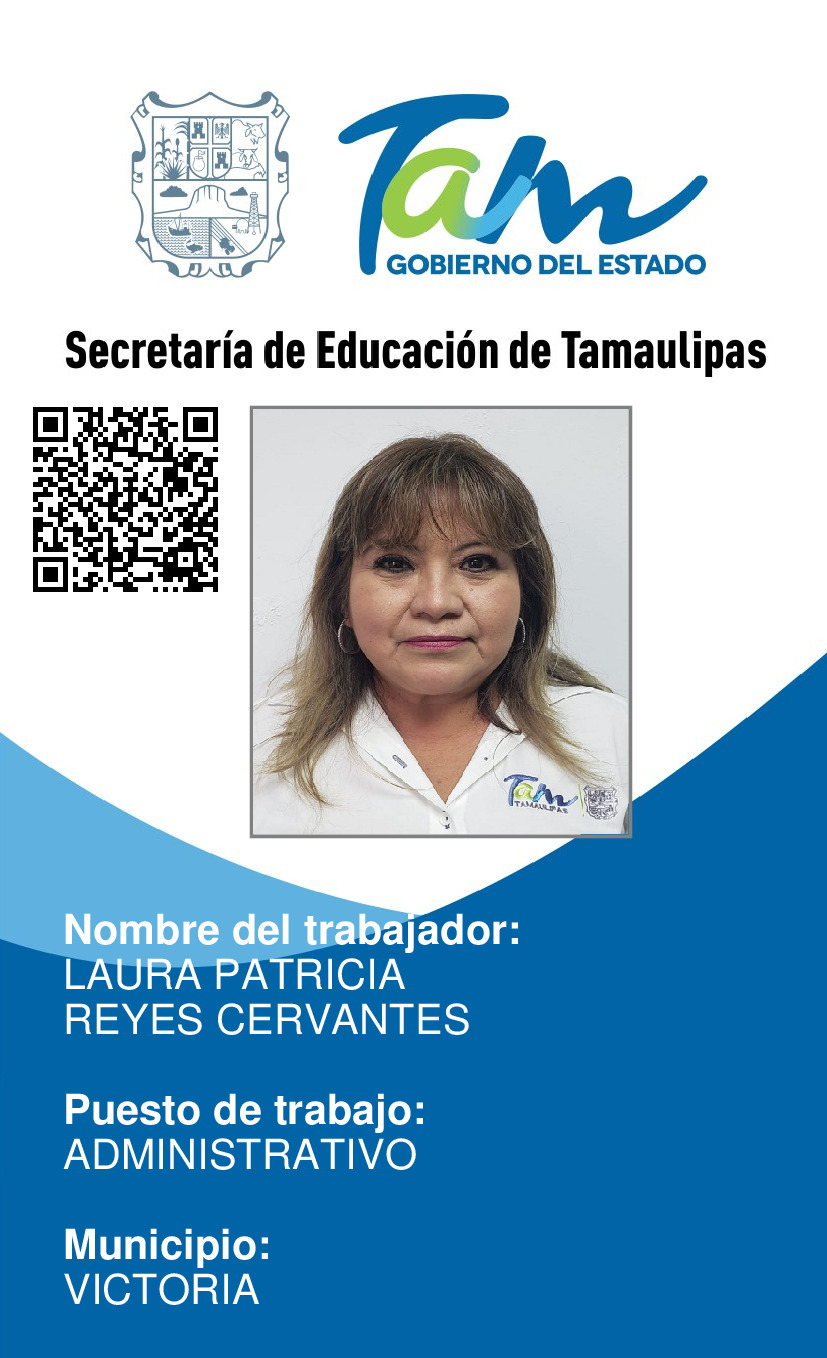 Tam
GOBIERNO DEL ESTADO
Secretaría de Educación de Tamaulipas
Tam
TAMAULIPAS
Nombre del trabajador:
LAURA PATRICIA
REYES CERVANTES
Puesto de trabajo:
ADMINISTRATIVO
Municipio:
VICTORIA